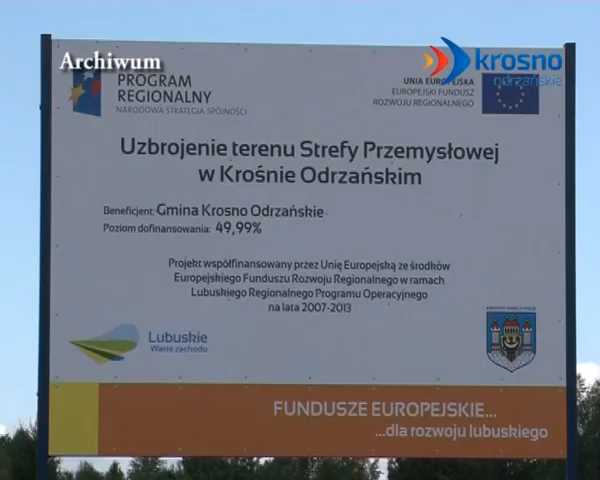 Archiwum
krosno
odrzańskie
PROGRAM
REGIONALNY
NARODOWA STRATEGIA SPÓJNOŚCI
UNIA EUROPEJSKA
EUROPEJSKI FUNDUSZ
ROZWOJU REGIONALNEGO
Uzbrojenie terenu Strefy Przemysłowej
w Krośnie Odrzańskim
Beneficjent: Gmina Krosno Odrzańskie
Poziom dofinansowania: 49,99%
Projekt współfinansowany przez Unię Europejską ze środków
Europejskiego Funduszu Rozwoju Regionalnego w ramach
Lubuskiego Regionalnego Programu Operacyjnego
na lata 2007-2013
Lubuskie
Warte zachodu
FUNDUSZE EUROPEJSKIE...
...dla rozwoju lubuskiego